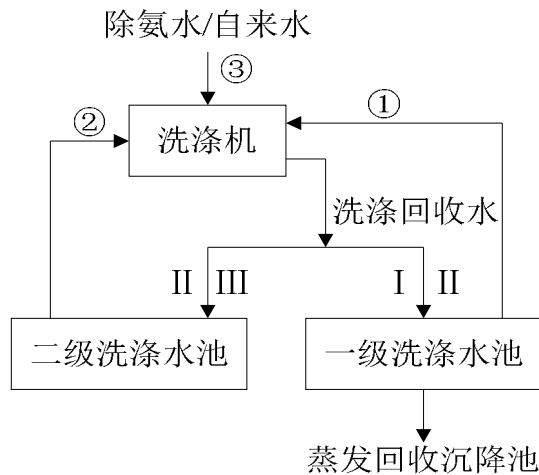 除氨水/自来水
③
②
①
洗涤机
洗涤回收水
Ⅱ Ⅲ
Ⅰ Ⅱ
二级洗涤水池
一级洗涤水池
蒸发回收沉降池